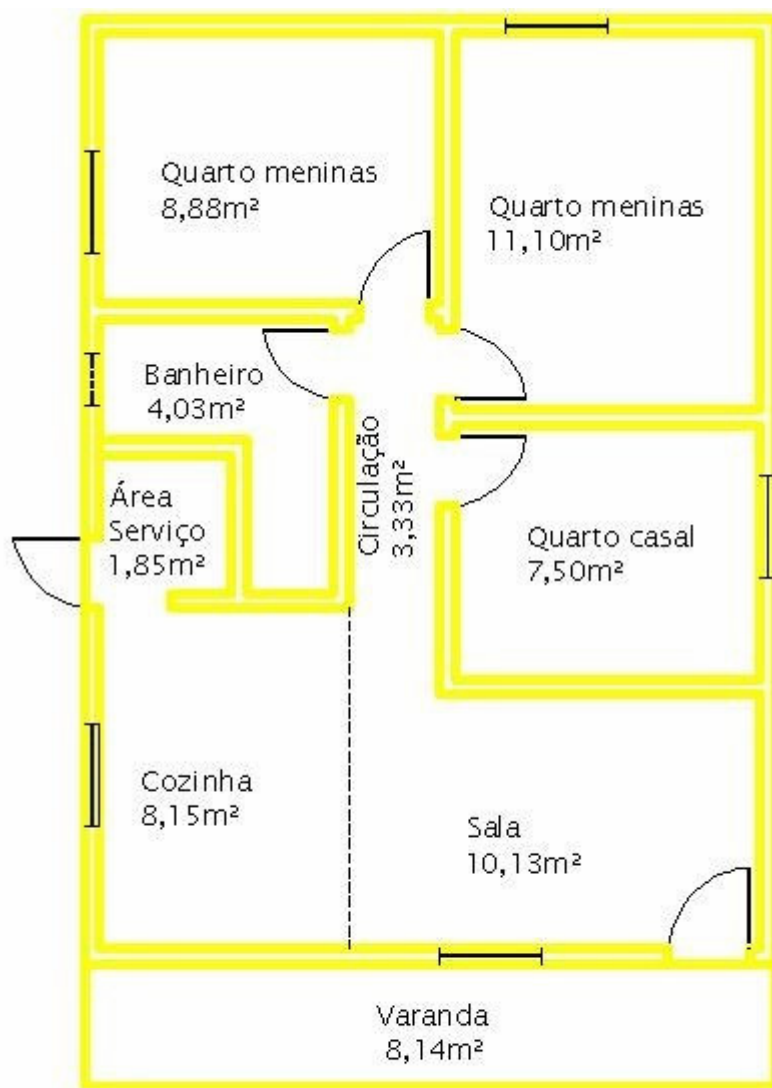 Quarto meninas
8,88m²
Quarto meninas
11,10m²
Banheiro
4,03m²
Circulação
3,33m²
Área
Serviço
1,85m²
Quarto casal
7,50m²
Cozinha
8,15m²
Sala
10,13m²
Varanda
8,14m²